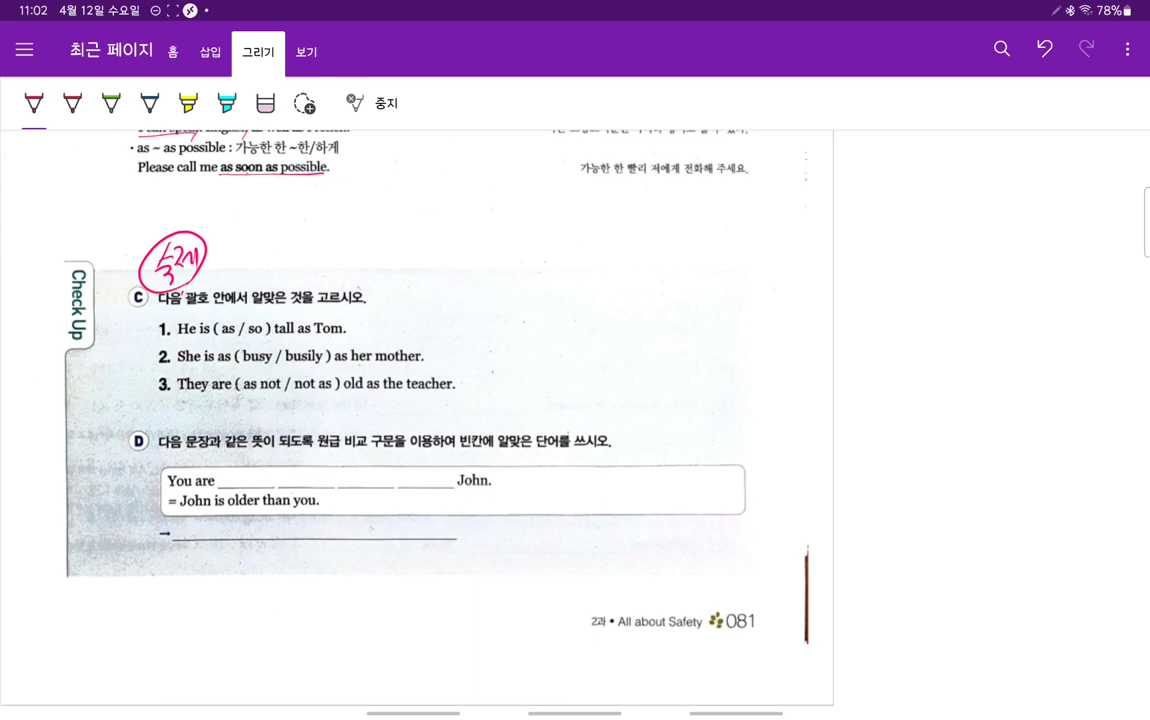 11:02 4월 12일 수요일
78%
최근 페이지 홈 삽입 그리기 보기
중지
• as ~ as possible : 가능한 한 ~한/하게
Please call me as soon as possible. 가능한 한 빨리 저에게 전화해 주세요.
숙제
Check Up
C 다음 괄호 안에서 알맞은 것을 고르시오.
1. He is ( as / so ) tall as Tom.
2. She is as ( busy / busily ) as her mother.
3. They are ( as not / not as ) old as the teacher.
D 다음 문장과 같은 뜻이 되도록 원급 비교 구문을 이용하여 빈칸에 알맞은 단어를 쓰시오.
You are ________ ________ ________ ________ John.
= John is older than you.
→ ________________________________
2과 • All about Safety 081